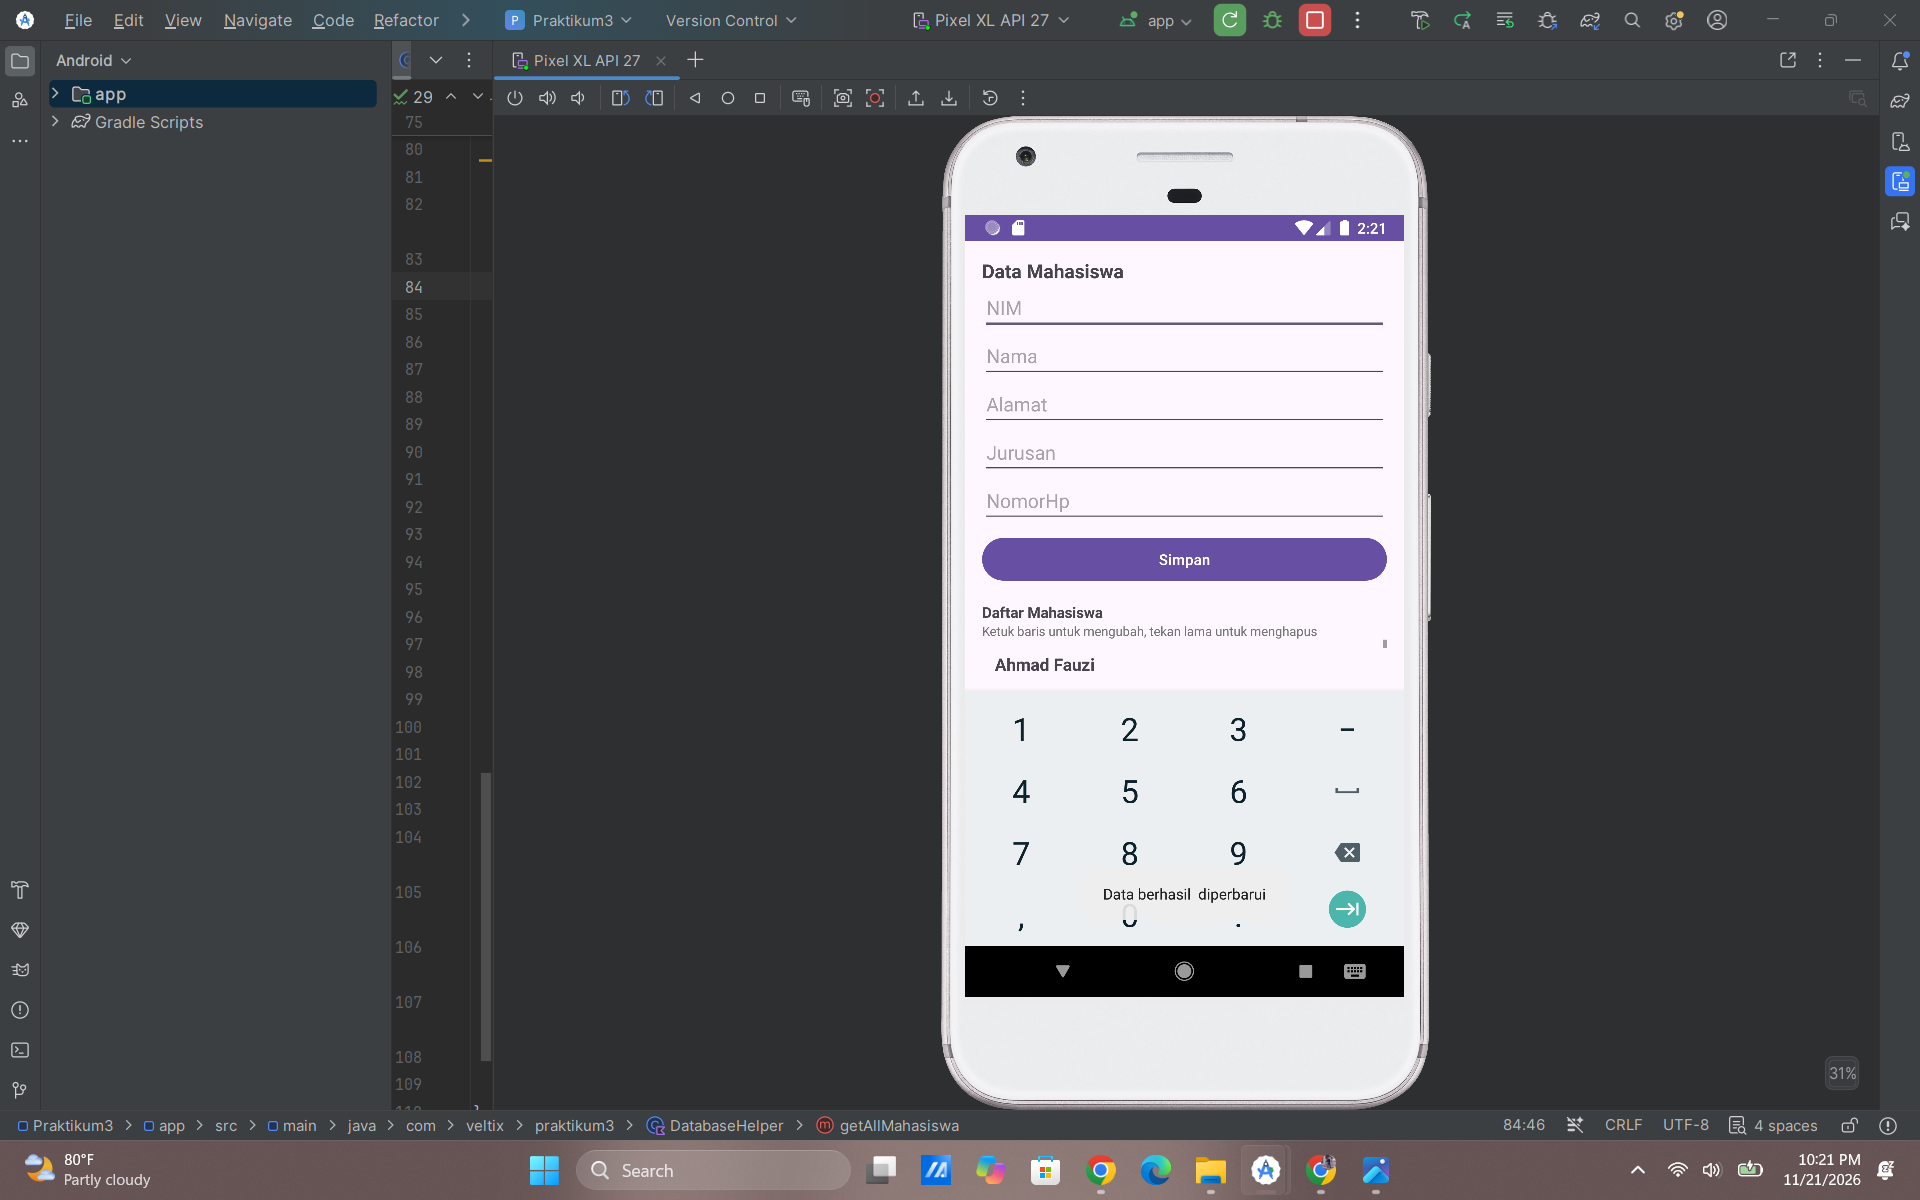 File Edit View Navigate Code Refactor P Praktikum3 Version Control Pixel XL API 27 app
Android
Pixel XL API 27
app
Gradle Scripts
29
75
80
81
82
83
84
85
86
87
88
89
90
91
92
93
94
95
96
97
98
99
100
101
102
103
104
105
106
107
108
109
2:21
Data Mahasiswa
NIM
Nama
Alamat
Jurusan
NomorHp
Simpan
Daftar Mahasiswa
Ketuk baris untuk mengubah, tekan lama untuk menghapus
Ahmad Fauzi
1 2 3 -
4 5 6
7 8 9
Data berhasil diperbarui
, 0 .
31%
Praktikum3 app src main java com veltix praktikum3 DatabaseHelper m getAllMahasiswa 84:46 CRLF UTF-8 4 spaces
80°F
Partly cloudy
Search
10:21 PM
11/21/2026